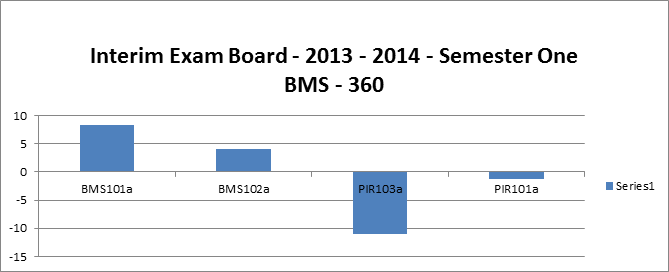 Interim Exam Board - 2013 - 2014 - Semester One
BMS - 360
10
5
0
-5
-10
-15
BMS101a
BMS102a
PIR103a
PIR101a
Series1